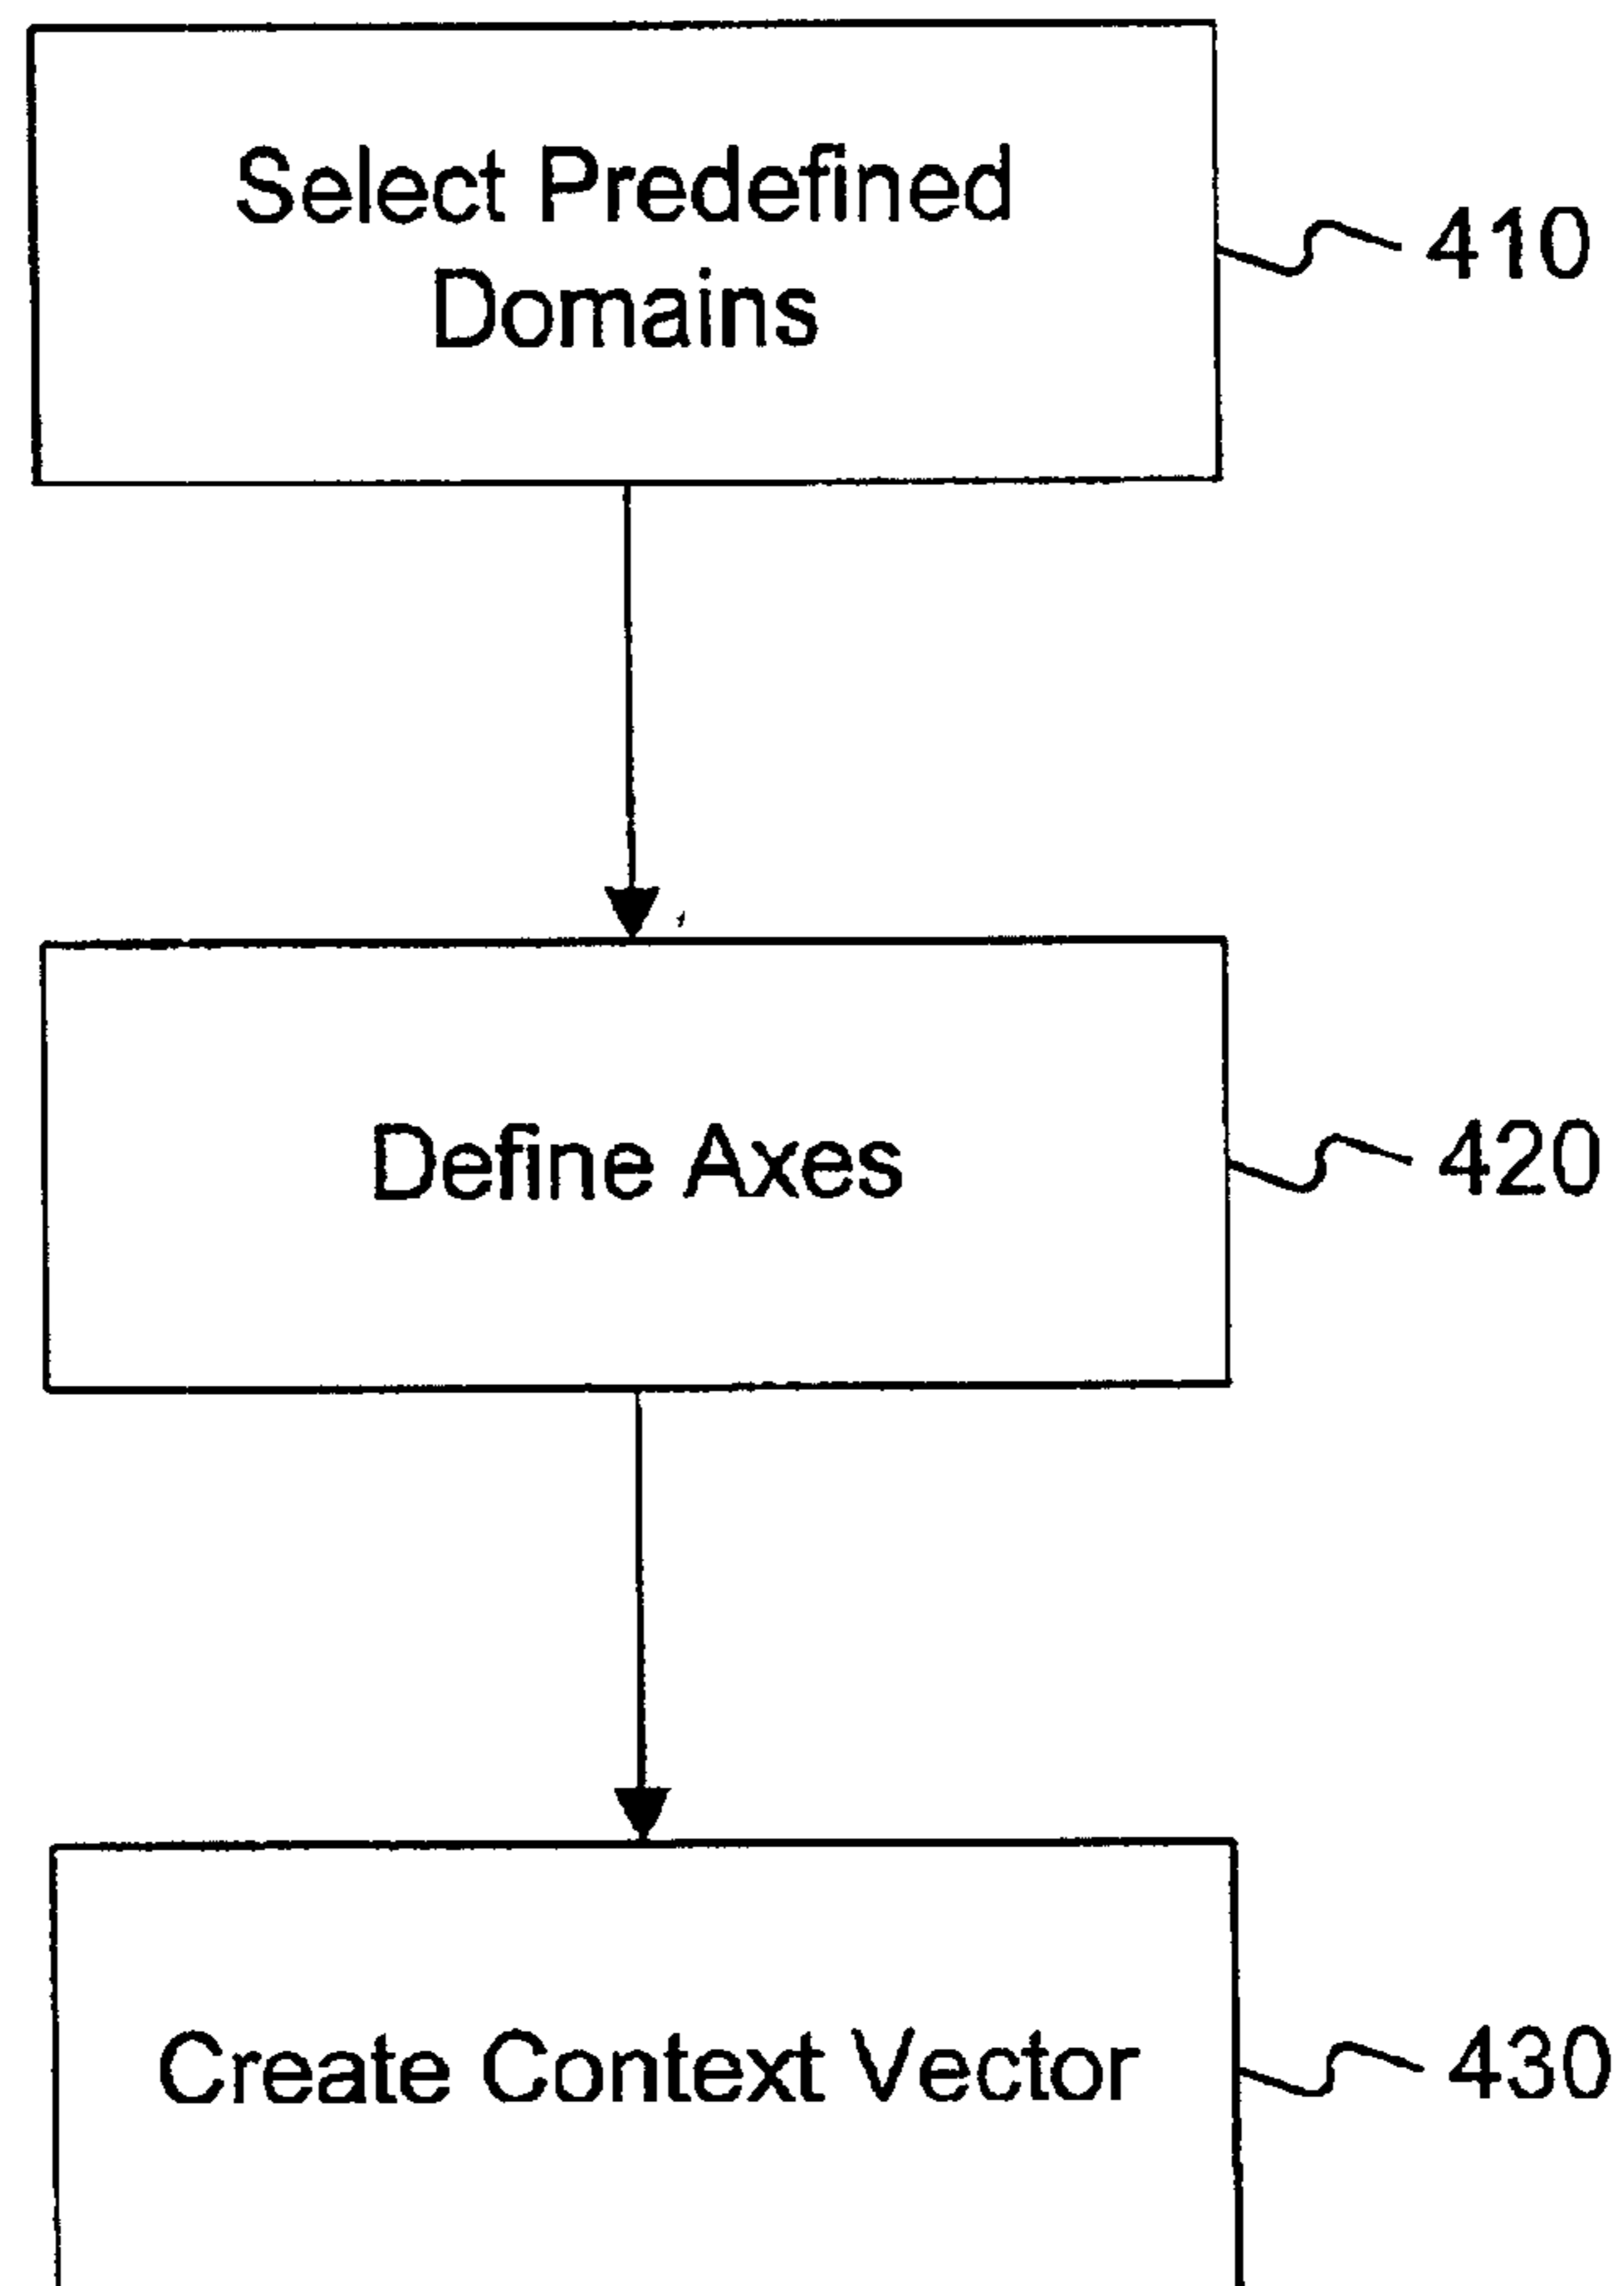 Select Predefined
Domains
410
Define Axes
420
Create Context Vector
430